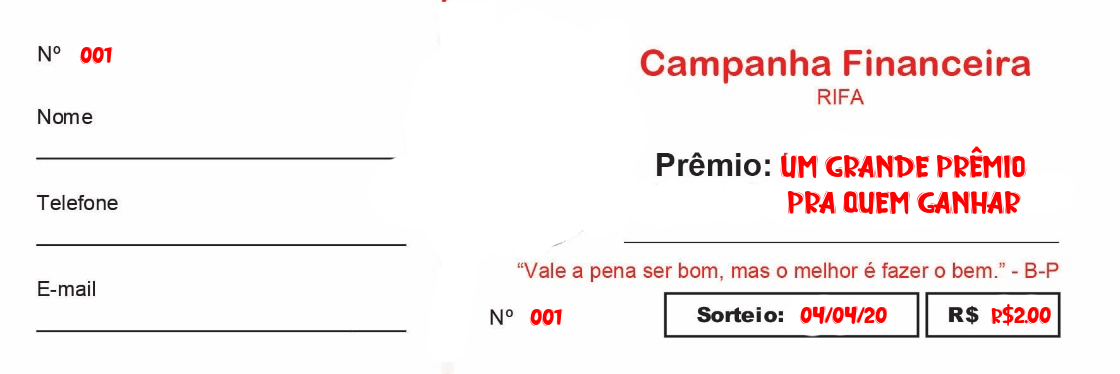 Nº 001
Nome
Telefone
E-mail
Campanha Financeira
RIFA
Prêmio: UM GRANDE PRÊMIO
PRA QUEM GANHAR
“Vale a pena ser bom, mas o melhor é fazer o bem.” - B-P
Nº 001
Sorteio: 04/04/20
R$ R$2.00